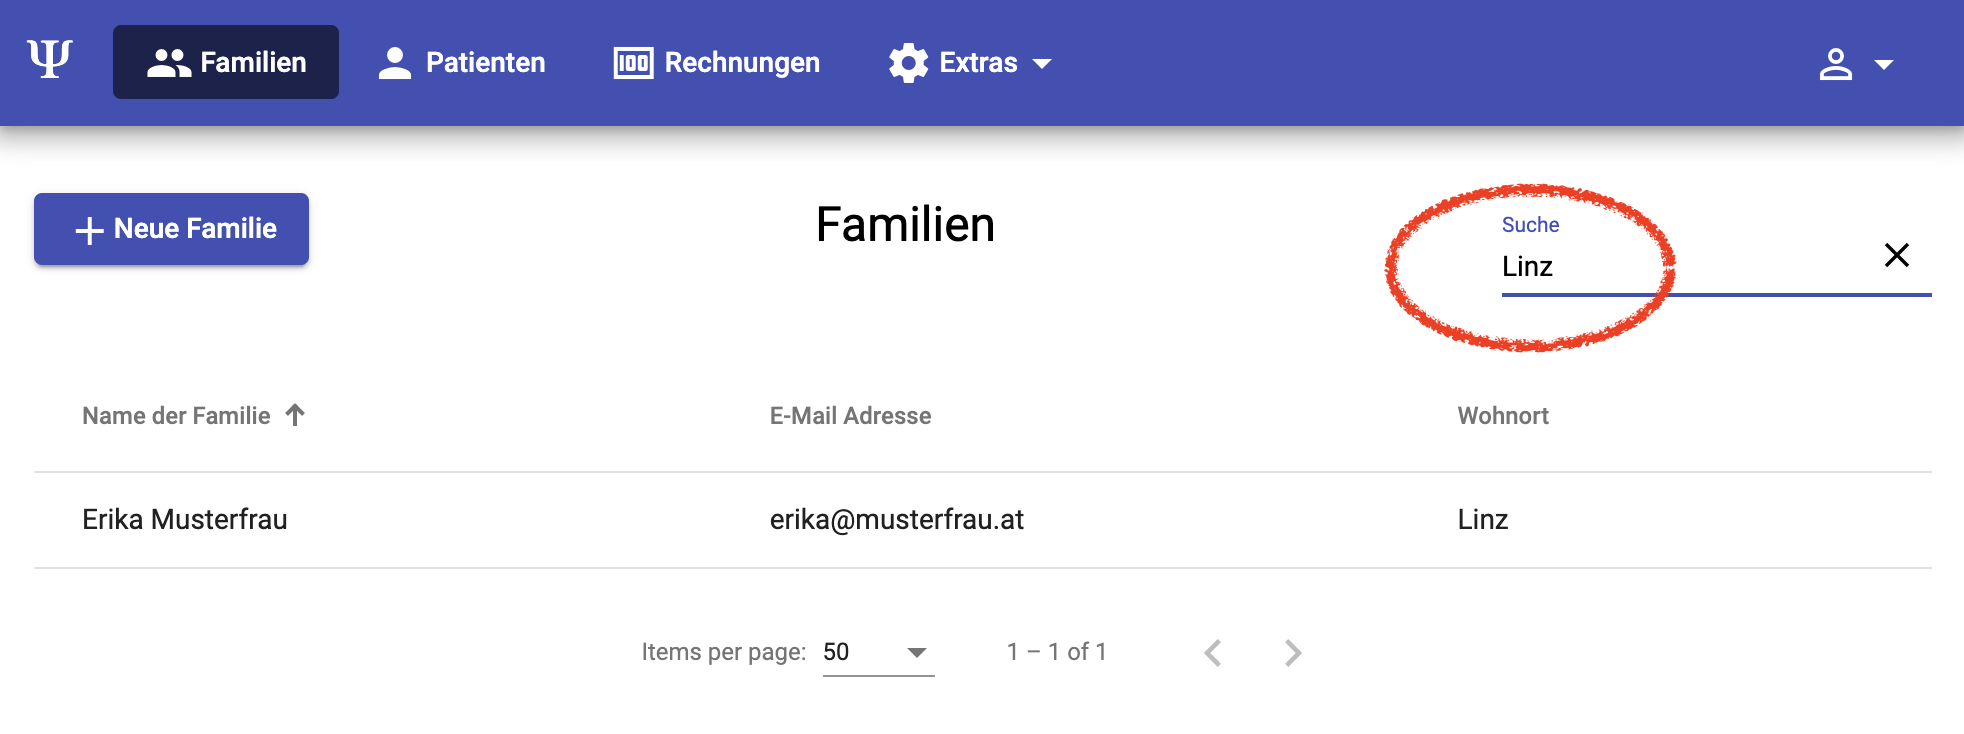 Ψ Familien Patienten 100 Rechnungen Extras
Neue Familie
Familien
Suche
Linz
Name der Familie E-Mail Adresse Wohnort
Erika Musterfrau erika@musterfrau.at Linz
Items per page: 50 1 – 1 of 1